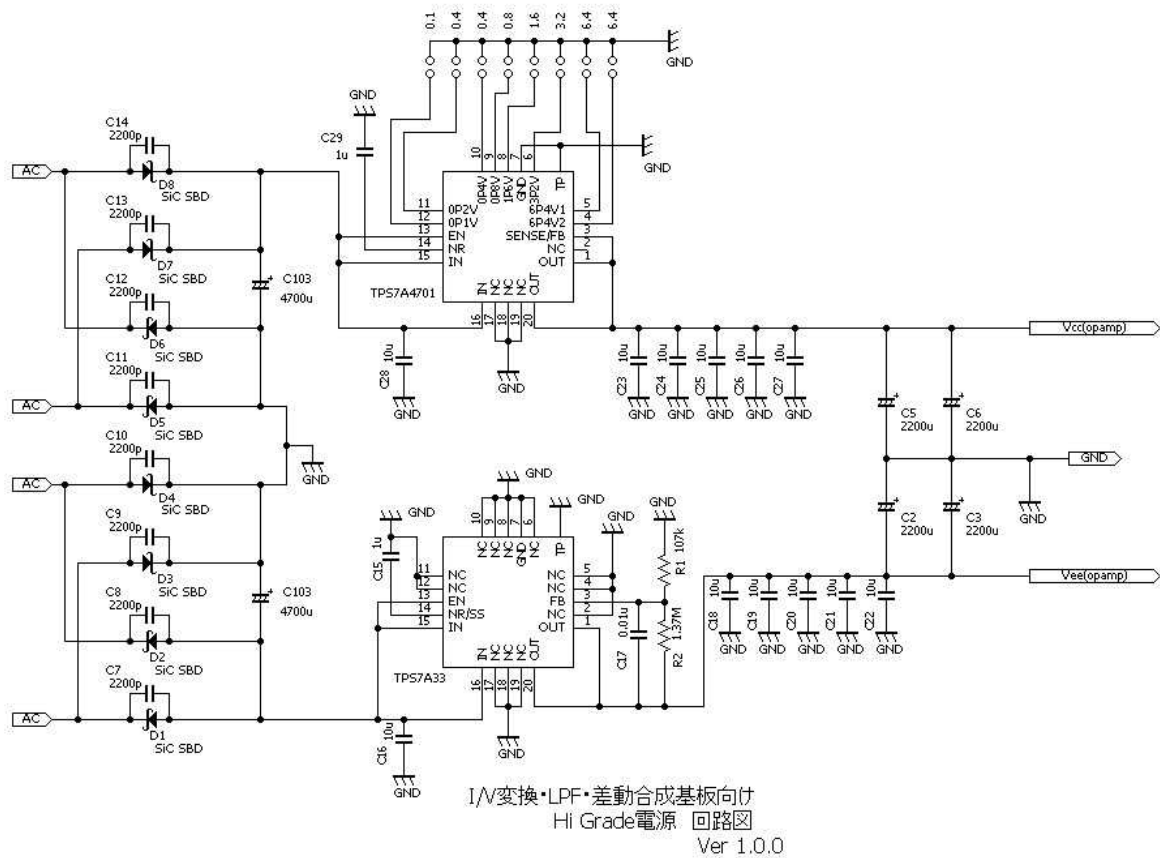 0.1
0.4
0.4
0.8
1.6
3.2
6.4
6.4
GND
GND
C29
1u
GND
10
9
8
7
6
0P4V
0P8V
1P6V
GND
3P2V
TP
11
12
13
14
15
0P2V
0P1V
EN
NR
IN
6P4V1
6P4V2
SENSE/FB
NC
OUT
5
4
3
2
1
TPS7A4701
IN
NC
NC
NC
OUT
16
17
18
19
20
GND
C14
2200p
AC
D8
SiC SBD
C13
2200p
D7
SiC SBD
C12
2200p
D6
SiC SBD
C103
4700u
C11
2200p
AC
D5
SiC SBD
C10
2200p
AC
D4
SiC SBD
GND
C9
2200p
D3
SiC SBD
C8
2200p
D2
SiC SBD
C103
4700u
C7
2200p
AC
D1
SiC SBD
10u
C28
GND
10u
C23
GND
10u
C24
GND
10u
C25
GND
10u
C26
GND
10u
C27
GND
Vcc(opamp)
C5
2200u
C6
2200u
GND
GND
C2
2200u
C3
2200u
Vee(opamp)
GND
GND
GND
GND
GND
1u
C15
10
9
8
7
6
NC
NC
NC
GND
NC
TP
11
12
13
14
15
NC
NC
EN
NR/SS
IN
NC
NC
FB
NC
OUT
5
4
3
2
1
TPS7A33
IN
NC
NC
NC
OUT
16
17
18
19
20
GND
10u
C16
GND
0.01u
C17
107k
R1
1.37M
R2
10u
C18
GND
10u
C19
GND
10u
C20
GND
10u
C21
GND
10u
C22
GND
I/V変換・LPF・差動合成基板向け
Hi Grade電源 回路図
Ver 1.0.0